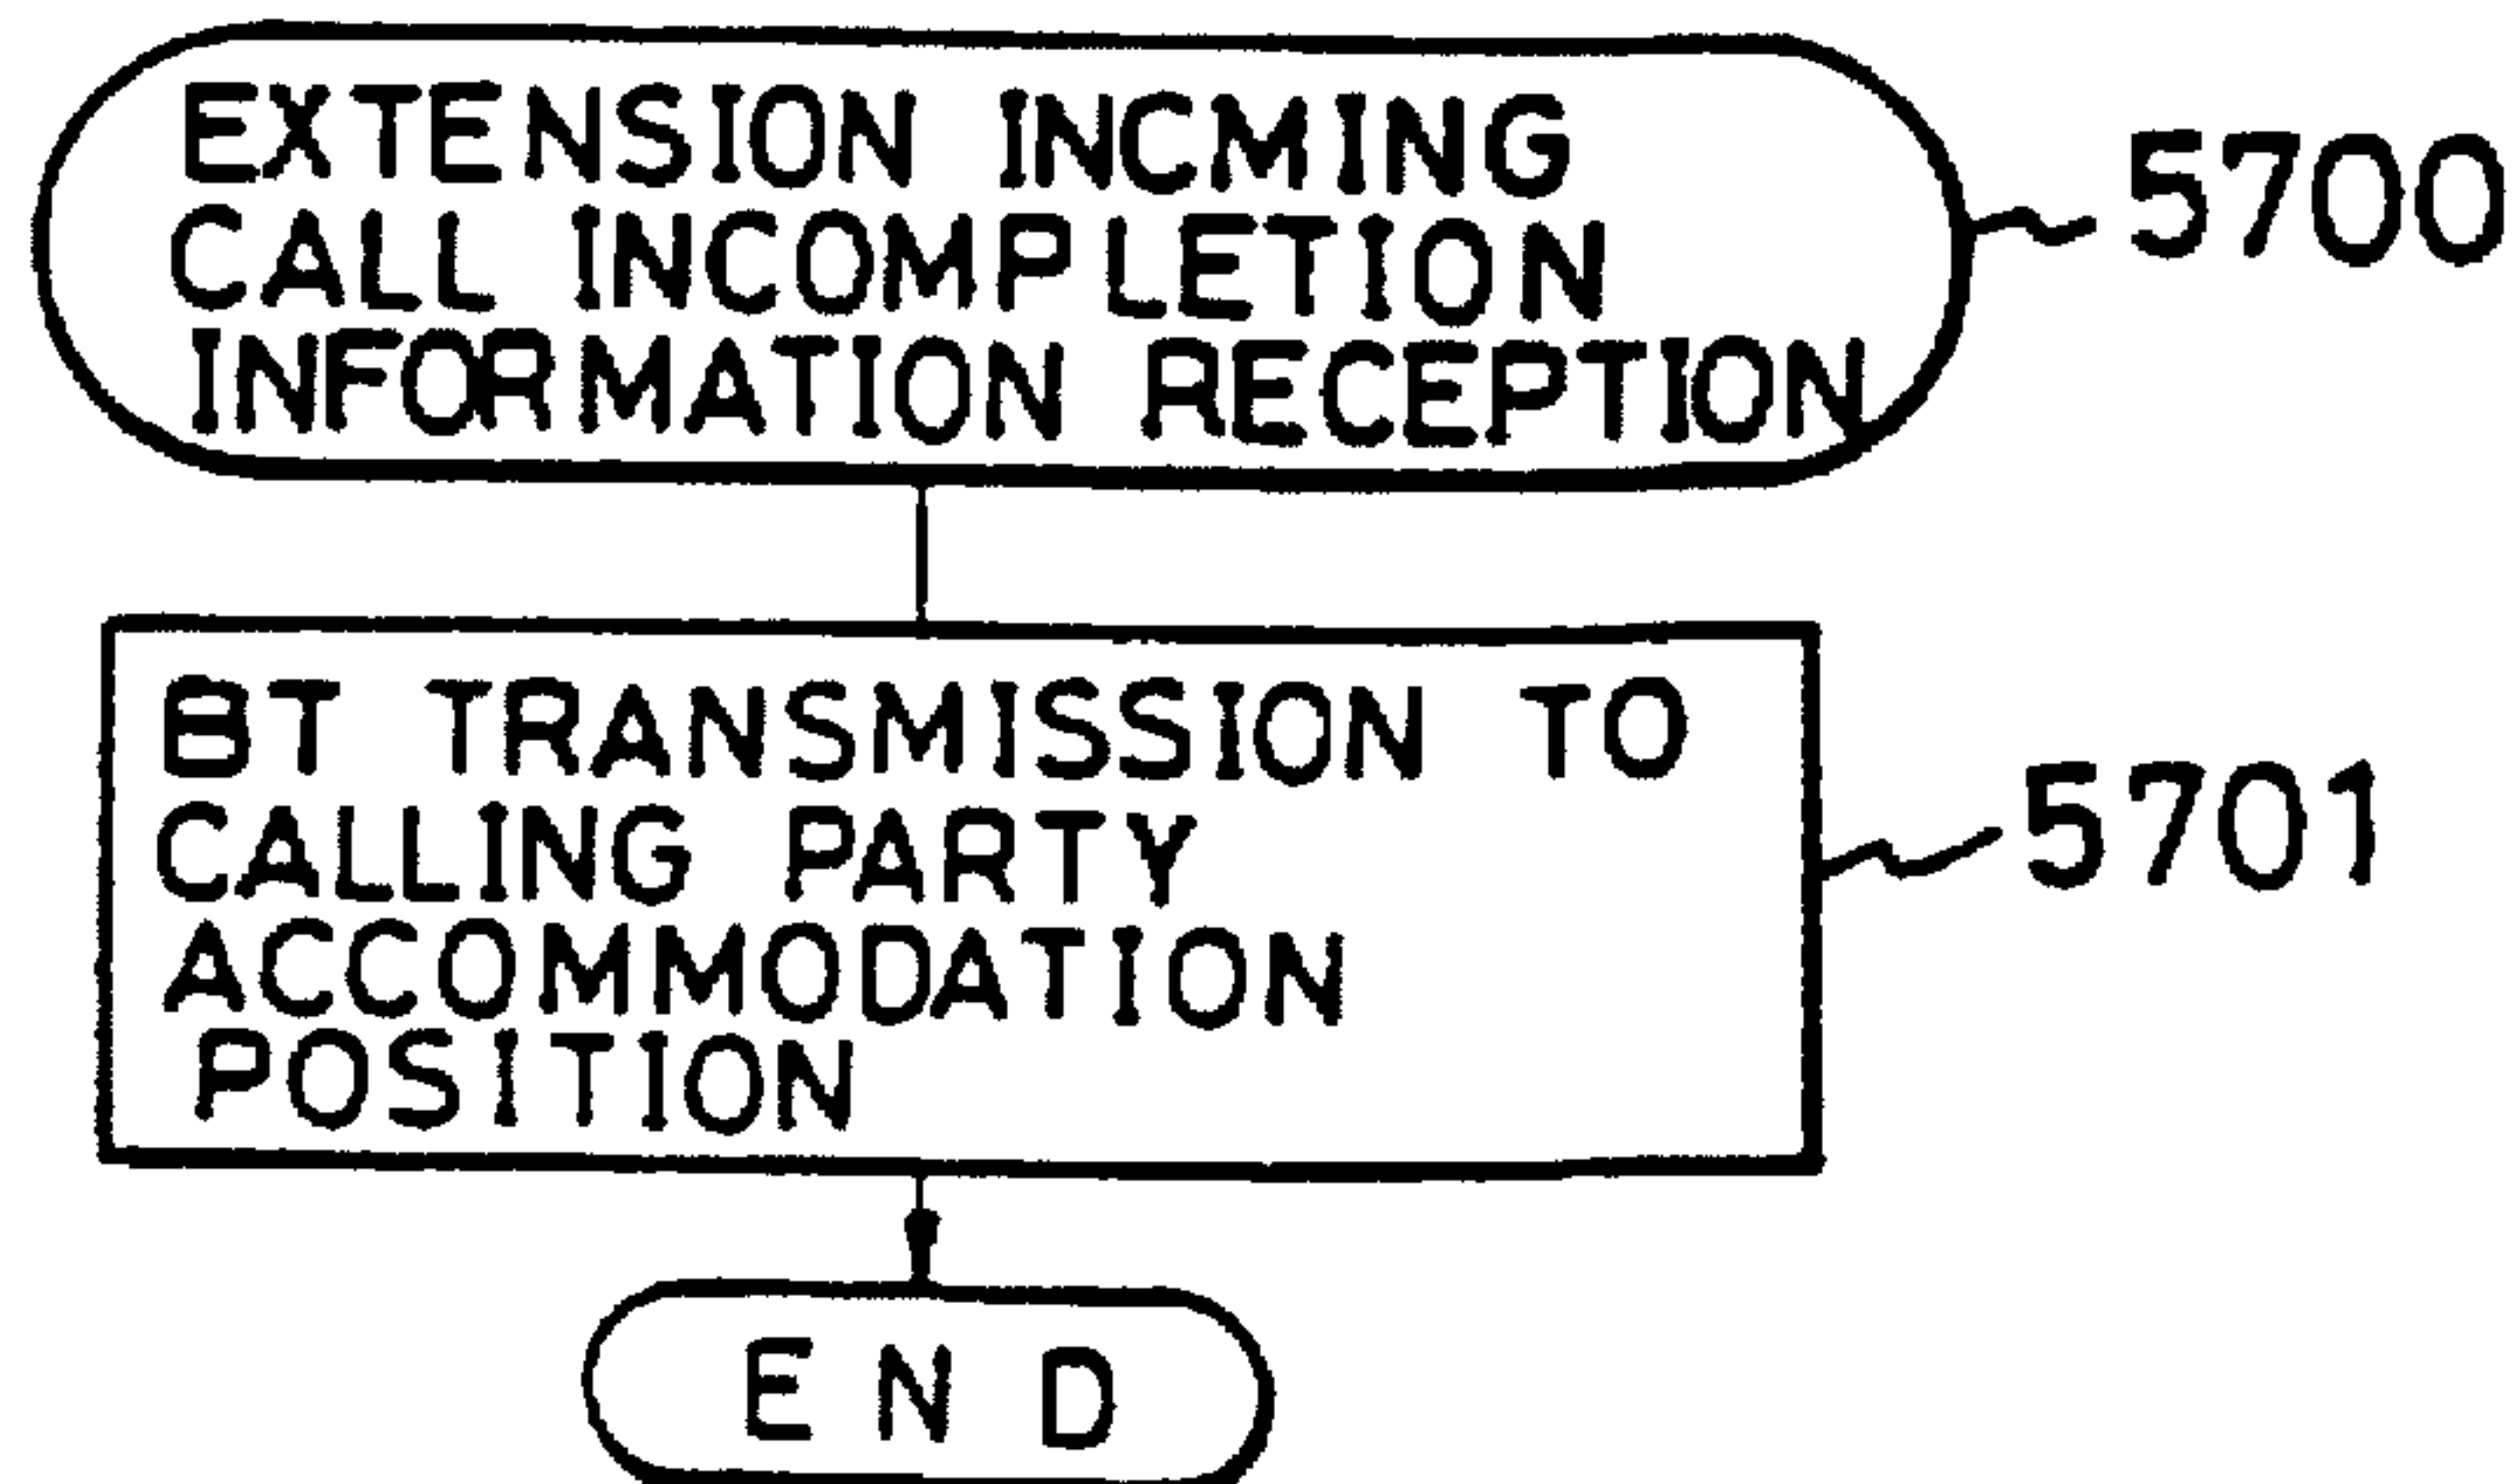 EXTENSION INCMING
CALL INCOMPLETION
INFORMATION RECEPTION
5700
BT TRANSMISSION TO
CALLING PARTY
ACCOMMODATION
POSITION
5701
END